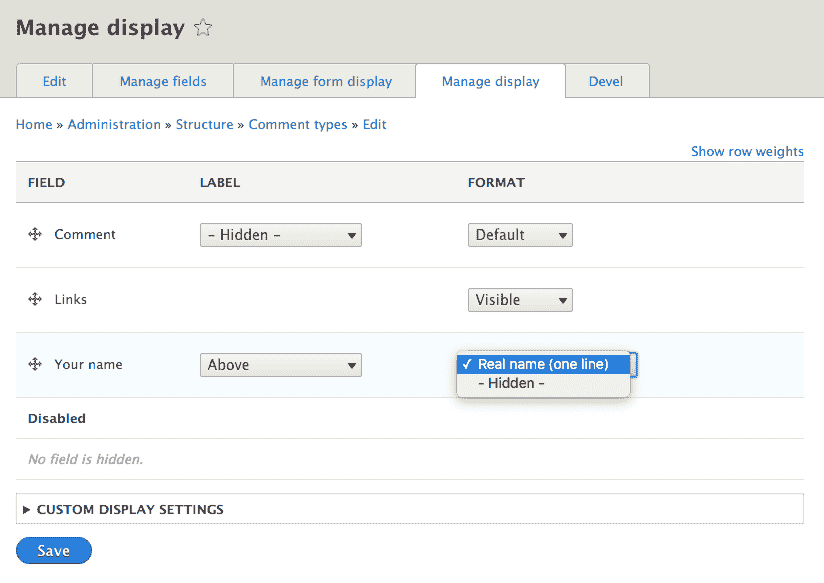 Manage display
Edit Manage fields Manage form display Manage display Devel
Home » Administration » Structure » Comment types » Edit
Show row weights
FIELD LABEL FORMAT
Comment - Hidden - Default
Links Visible
Your name Above ✓ Real name (one line)
- Hidden -
Disabled
No field is hidden.
CUSTOM DISPLAY SETTINGS
Save